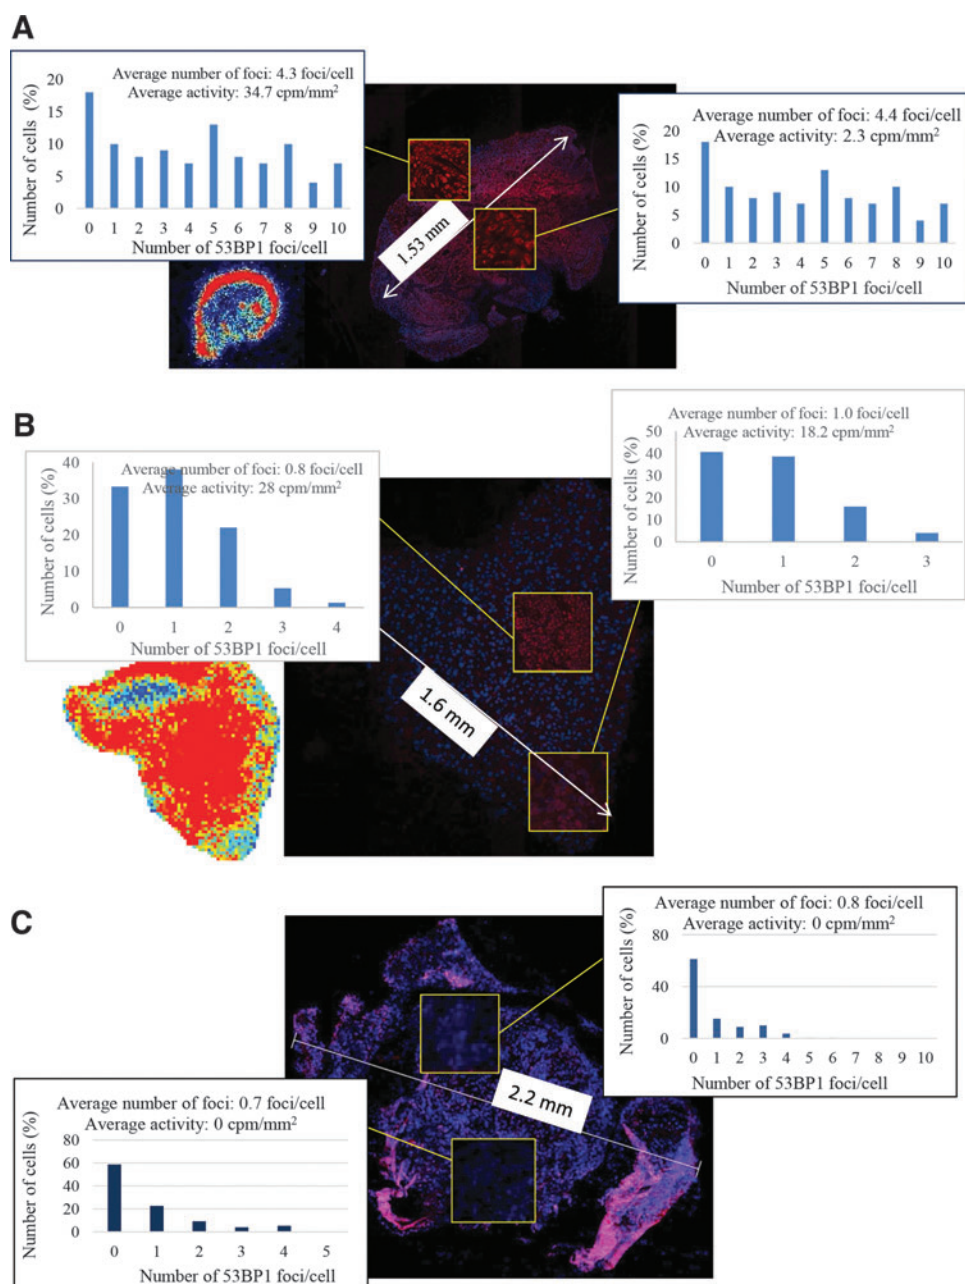 A
Average number of foci: 4.3 foci/cell
Average activity: 34.7 cpm/mm²
Number of cells (%)
20
15
10
5
0
0 1 2 3 4 5 6 7 8 9 10
Number of 53BP1 foci/cell
1.53 mm
Average number of foci: 4.4 foci/cell
Average activity: 2.3 cpm/mm²
Number of cells (%)
20
15
10
5
0
0 1 2 3 4 5 6 7 8 9 10
Number of 53BP1 foci/cell
B
Average number of foci: 0.8 foci/cell
Average activity: 28 cpm/mm²
Number of cells (%)
40
30
20
10
0
0 1 2 3 4
Number of 53BP1 foci/cell
1.6 mm
Average number of foci: 1.0 foci/cell
Average activity: 18.2 cpm/mm²
Number of cells (%)
50
40
30
20
10
0
0 1 2 3
Number of 53BP1 foci/cell
C
Average number of foci: 0.8 foci/cell
Average activity: 0 cpm/mm²
Number of cells (%)
80
40
0
0 1 2 3 4 5 6 7 8 9 10
Number of 53BP1 foci/cell
2.2 mm
Average number of foci: 0.7 foci/cell
Average activity: 0 cpm/mm²
Number of cells (%)
80
60
40
20
0
0 1 2 3 4 5
Number of 53BP1 foci/cell